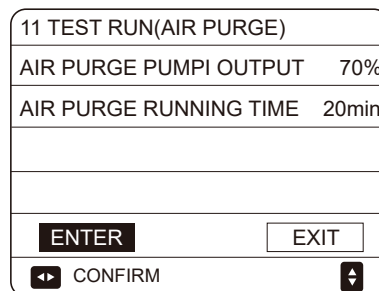 11 TEST RUN(AIR PURGE)
AIR PURGE PUMPI OUTPUT 70%
AIR PURGE RUNNING TIME 20min
ENTER EXIT
CONFIRM